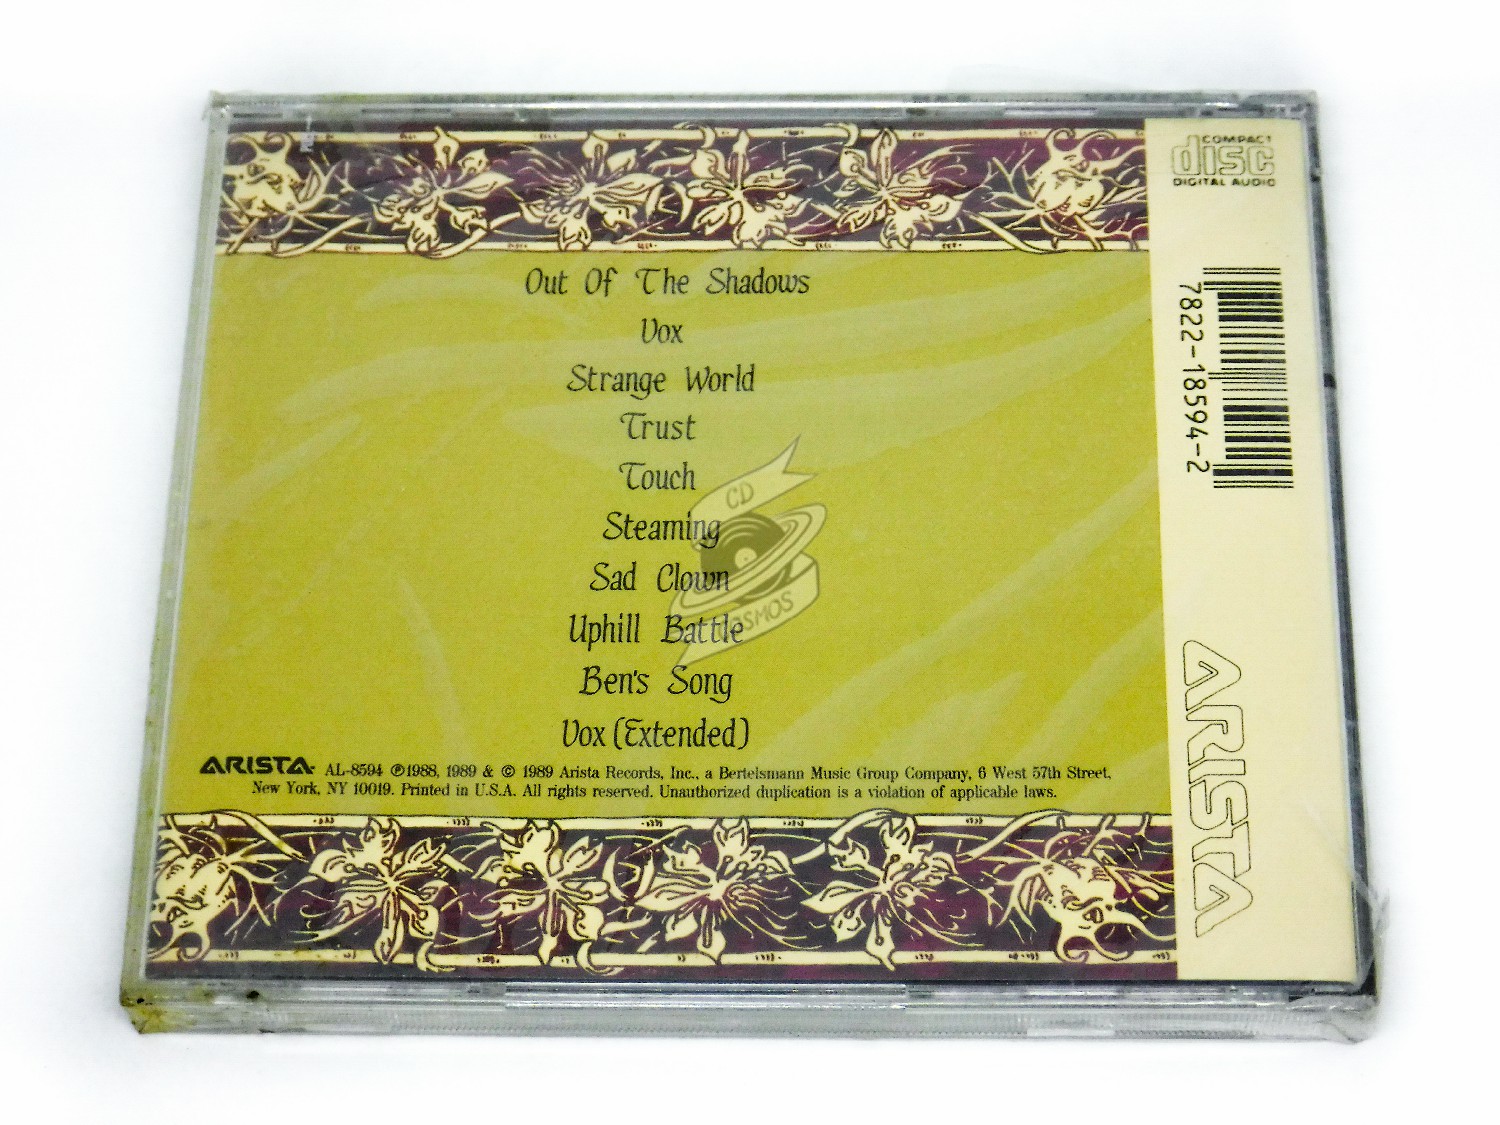 COMPACT
disc
DIGITAL AUDIO
Out Of The Shadows
Vox
Strange World
Trust
Touch
Steaming
Sad Clown
Uphill Battle
Ben's Song
Vox (Extended)
ARISTA AL-8594 ℗1988, 1989 & © 1989 Arista Records, Inc., a Bertelsmann Music Group Company, 6 West 57th Street,
New York, NY 10019. Printed in U.S.A. All rights reserved. Unauthorized duplication is a violation of applicable laws.
7822-18594-2
ARISTA
CD